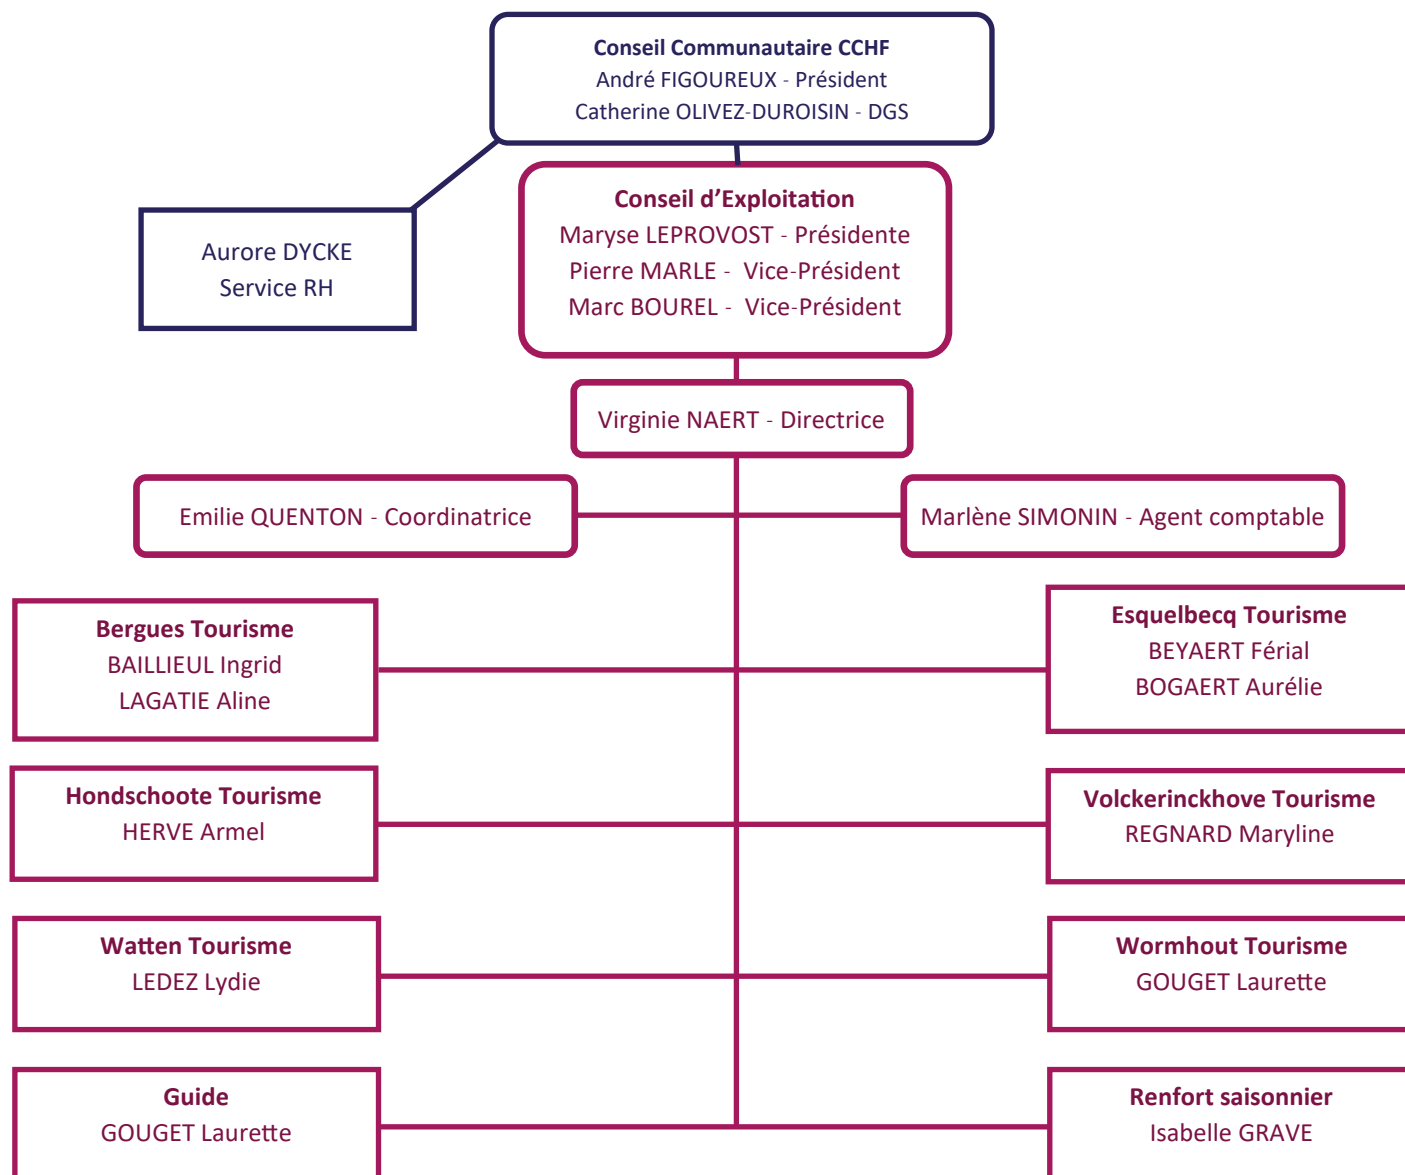 Conseil Communautaire CCHF
André FIGOUREUX - Président
Catherine OLIVEZ-DUROISIN - DGS
Aurore DYCKE
Service RH
Conseil d’Exploitation
Maryse LEPROVOST - Présidente
Pierre MARLE - Vice-Président
Marc BOUREL - Vice-Président
Virginie NAERT - Directrice
Emilie QUENTON - Coordinatrice
Marlène SIMONIN - Agent comptable
Bergues Tourisme
BAILLIEUL Ingrid
LAGATIE Aline
Esquelbecq Tourisme
BEYAERT Férial
BOGAERT Aurélie
Hondschoote Tourisme
HERVE Armel
Volckerinckhove Tourisme
REGNARD Maryline
Watten Tourisme
LEDEZ Lydie
Wormhout Tourisme
GOUGET Laurette
Guide
GOUGET Laurette
Renfort saisonnier
Isabelle GRAVE